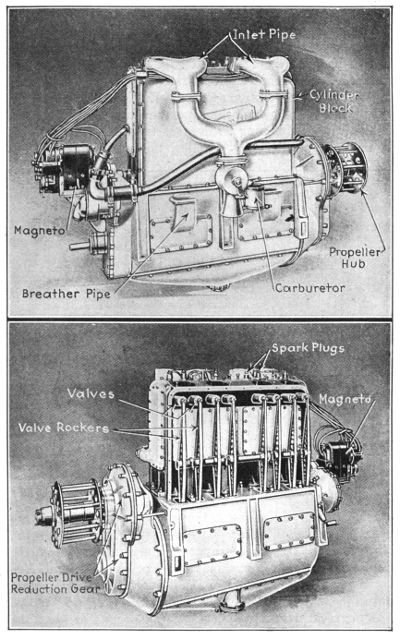 Inlet Pipe
Cylinder
Block
Magneto
Propeller
Hub
Breather Pipe
Carburetor
Spark Plugs
Valves
Magneto
Valve Rockers
Propeller Drive
Reduction Gear